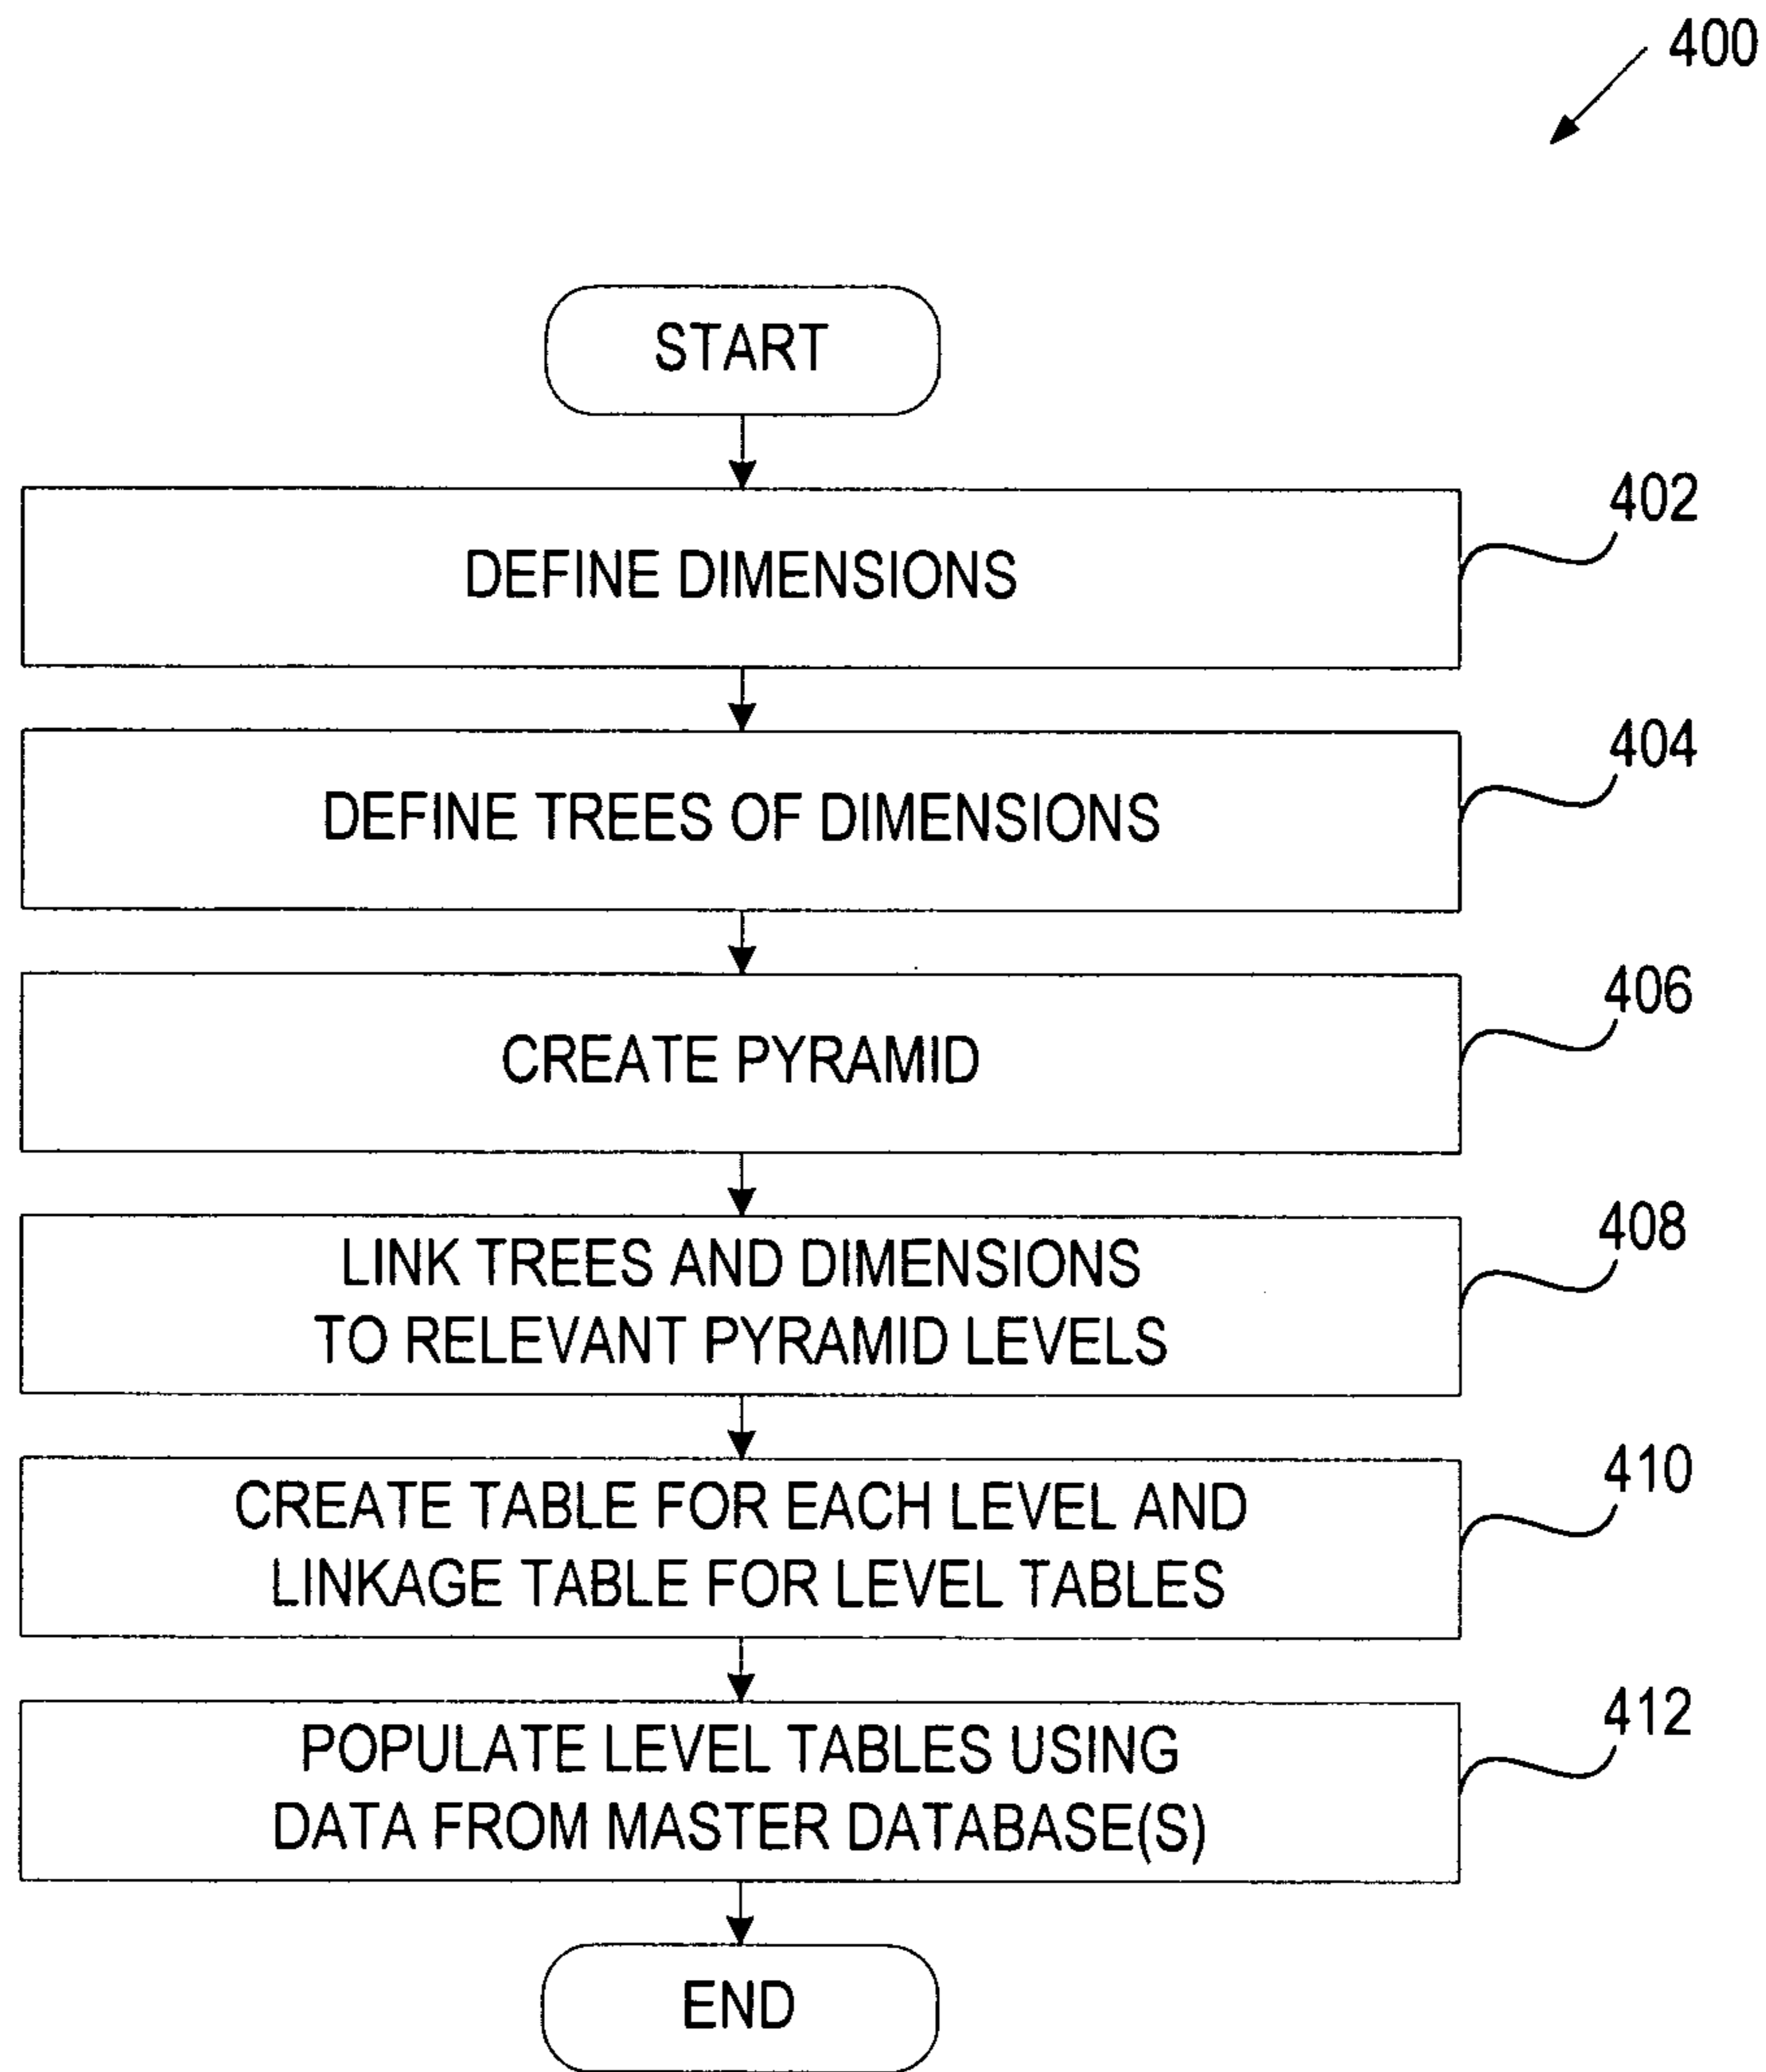 400
START
402
DEFINE DIMENSIONS
404
DEFINE TREES OF DIMENSIONS
406
CREATE PYRAMID
408
LINK TREES AND DIMENSIONS
TO RELEVANT PYRAMID LEVELS
410
CREATE TABLE FOR EACH LEVEL AND
LINKAGE TABLE FOR LEVEL TABLES
412
POPULATE LEVEL TABLES USING
DATA FROM MASTER DATABASE(S)
END